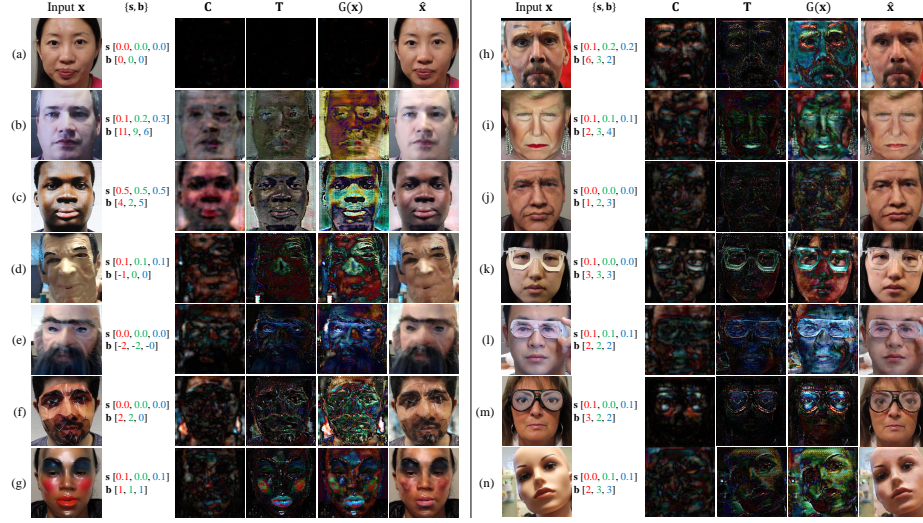 Input x {s, b} C T G(x) x̂
(a) s [0.0, 0.0, 0.0]
b [0, 0, 0]
(b) s [0.1, 0.2, 0.3]
b [11, 9, 6]
(c) s [0.5, 0.5, 0.5]
b [4, 2, 5]
(d) s [0.1, 0.1, 0.1]
b [-1, 0, 0]
(e) s [0.0, 0.0, 0.0]
b [-2, -2, -0]
(f) s [0.0, 0.0, 0.0]
b [2, 2, 0]
(g) s [0.1, 0.0, 0.1]
b [1, 1, 1]
Input x {s, b} C T G(x) x̂
(h) s [0.1, 0.2, 0.2]
b [6, 3, 2]
(i) s [0.1, 0.1, 0.1]
b [2, 3, 4]
(j) s [0.0, 0.0, 0.0]
b [1, 2, 3]
(k) s [0.1, 0.0, 0.0]
b [3, 3, 3]
(l) s [0.1, 0.1, 0.1]
b [2, 2, 2]
(m) s [0.1, 0.0, 0.1]
b [3, 2, 2]
(n) s [0.0, 0.1, 0.1]
b [2, 3, 3]